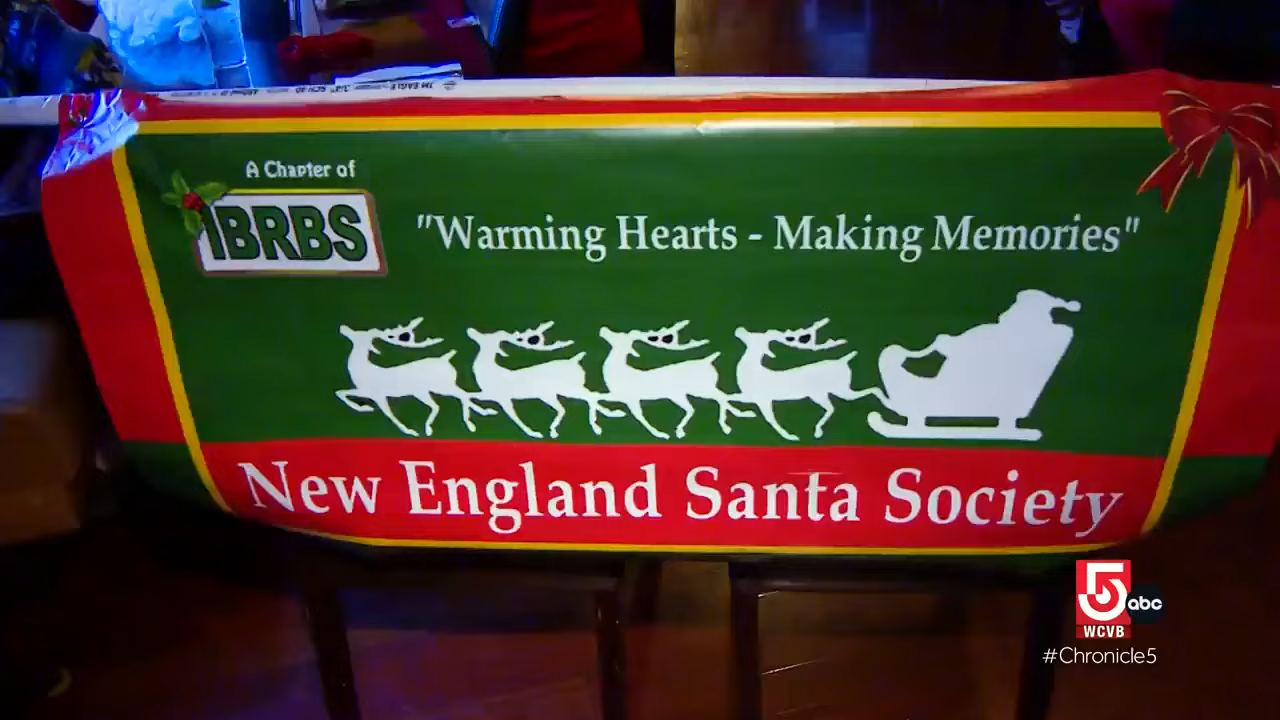 A Chapter of
IBRBS
"Warming Hearts - Making Memories"
New England Santa Society
5 abc
WCVB
#Chronicle5